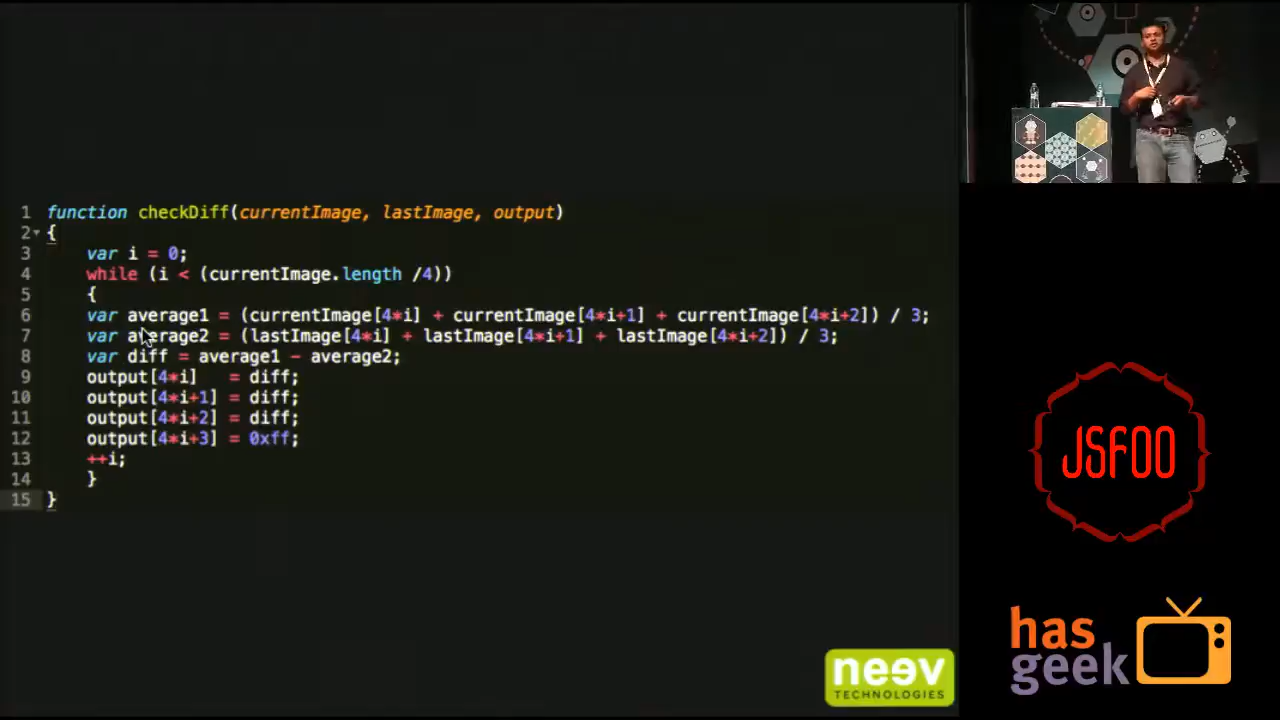 1 function checkDiff(currentImage, lastImage, output)
2 {
3 var i = 0;
4 while (i < (currentImage.length /4))
5 {
6 var average1 = (currentImage[4*i] + currentImage[4*i+1] + currentImage[4*i+2]) / 3;
7 var average2 = (lastImage[4*i] + lastImage[4*i+1] + lastImage[4*i+2]) / 3;
8 var diff = average1 - average2;
9 output[4*i] = diff;
10 output[4*i+1] = diff;
11 output[4*i+2] = diff;
12 output[4*i+3] = 0xff;
13 ++i;
14 }
15 }
neev
TECHNOLOGIES
JSFOO
has
geek